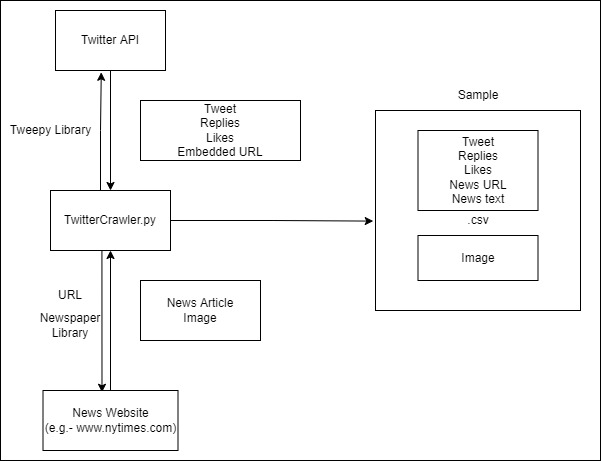 Twitter API
Tweepy Library
Tweet
Replies
Likes
Embedded URL
TwitterCrawler.py
URL
Newspaper
Library
News Article
Image
News Website
(e.g.- www.nytimes.com)
Sample
Tweet
Replies
Likes
News URL
News text
.csv
Image